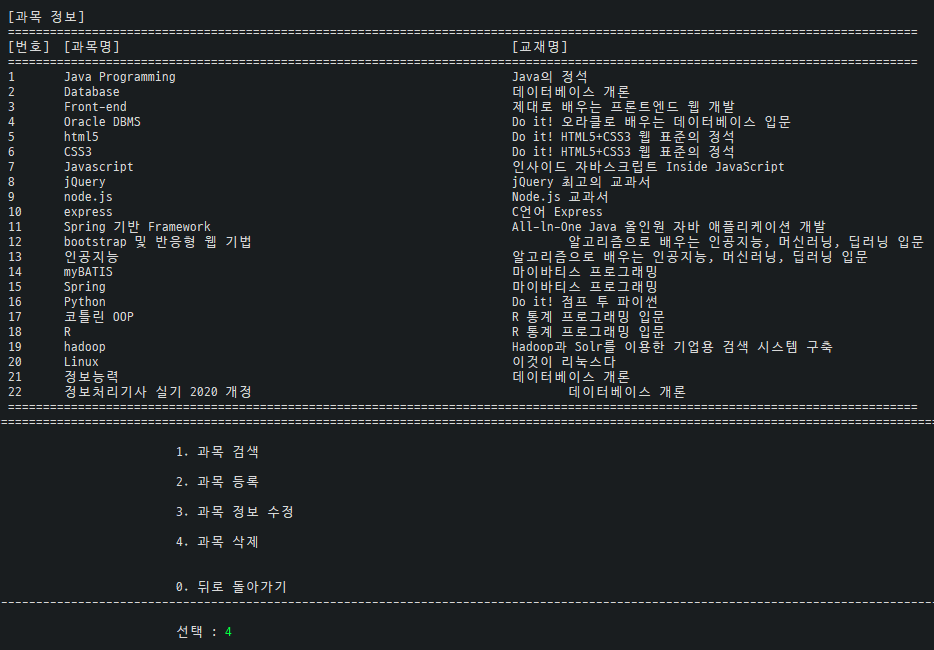 [과목 정보]
==================================================================================================================================
[번호] [과목명] [교재명]
==================================================================================================================================
1 Java Programming Java의 정석
2 Database 데이터베이스 개론
3 Front-end 제대로 배우는 프론트엔드 웹 개발
4 Oracle DBMS Do it! 오라클로 배우는 데이터베이스 입문
5 html5 Do it! HTML5+CSS3 웹 표준의 정석
6 CSS3 Do it! HTML5+CSS3 웹 표준의 정석
7 Javascript 인사이드 자바스크립트 Inside JavaScript
8 jQuery jQuery 최고의 교과서
9 node.js Node.js 교과서
10 express C언어 Express
11 Spring 기반 Framework All-ln-One Java 올인원 자바 애플리케이션 개발
12 bootstrap 및 반응형 웹 기법 알고리즘으로 배우는 인공지능, 머신러닝, 딥러닝 입문
13 인공지능 알고리즘으로 배우는 인공지능, 머신러닝, 딥러닝 입문
14 myBATIS 마이바티스 프로그래밍
15 Spring 마이바티스 프로그래밍
16 Python Do it! 점프 투 파이썬
17 코틀린 OOP R 통계 프로그래밍 입문
18 R R 통계 프로그래밍 입문
19 hadoop Hadoop과 Solr를 이용한 기업용 검색 시스템 구축
20 Linux 이것이 리눅스다
21 정보능력 데이터베이스 개론
22 정보처리기사 실기 2020 개정 데이터베이스 개론
==================================================================================================================================
======================================================================================================================================
1. 과목 검색
2. 과목 등록
3. 과목 정보 수정
4. 과목 삭제
0. 뒤로 돌아가기
--------------------------------------------------------------------------------------------------------------------------------------
선택 : 4